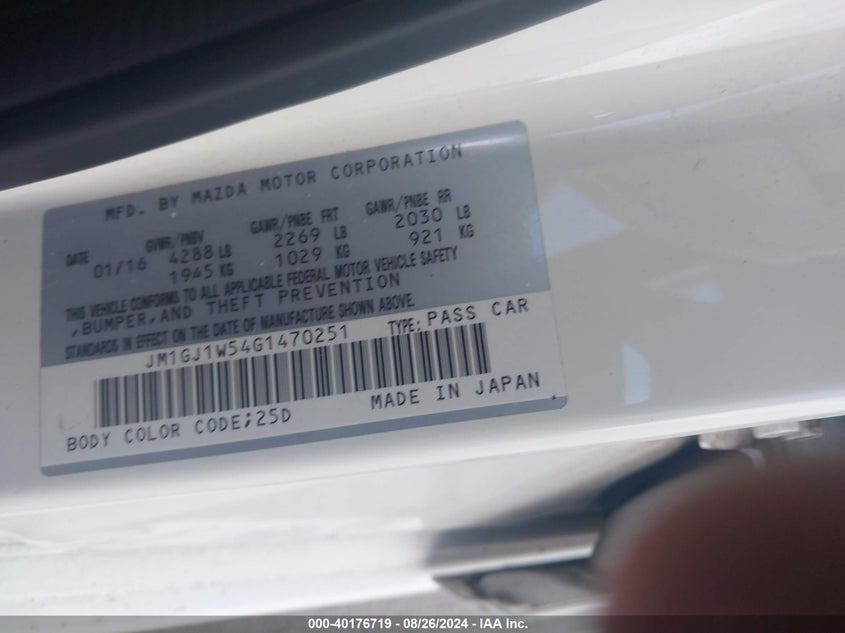 MFD. BY MAZDA MOTOR CORPORATION
DATE GVWR/PNBV GAWR/PNBE FRT GAWR/PNBE RR
01/16 4288 LB 2269 LB 2030 LB
1945 KG 1029 KG 921 KG
THIS VEHICLE CONFORMS TO ALL APPLICABLE FEDERAL MOTOR VEHICLE SAFETY
,BUMPER,AND THEFT PREVENTION
STANDARDS IN EFFECT ON THE DATE OF MANUFACTURE SHOWN ABOVE.
JM1GJ1W54G1470251 TYPE: PASS CAR
BODY COLOR CODE;25D MADE IN JAPAN
000-40176719 / 08/26/2024 - IAA Inc.